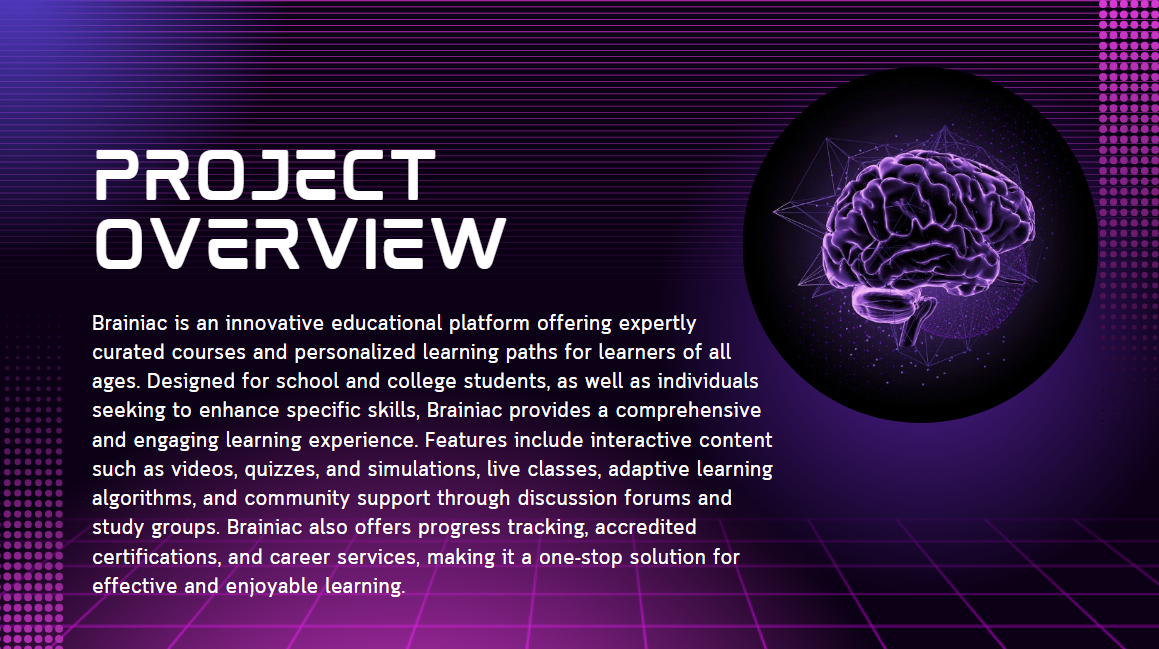 PROJECT
OVERVIEW
Brainiac is an innovative educational platform offering expertly
curated courses and personalized learning paths for learners of all
ages. Designed for school and college students, as well as individuals
seeking to enhance specific skills, Brainiac provides a comprehensive
and engaging learning experience. Features include interactive content
such as videos, quizzes, and simulations, live classes, adaptive learning
algorithms, and community support through discussion forums and
study groups. Brainiac also offers progress tracking, accredited
certifications, and career services, making it a one-stop solution for
effective and enjoyable learning.